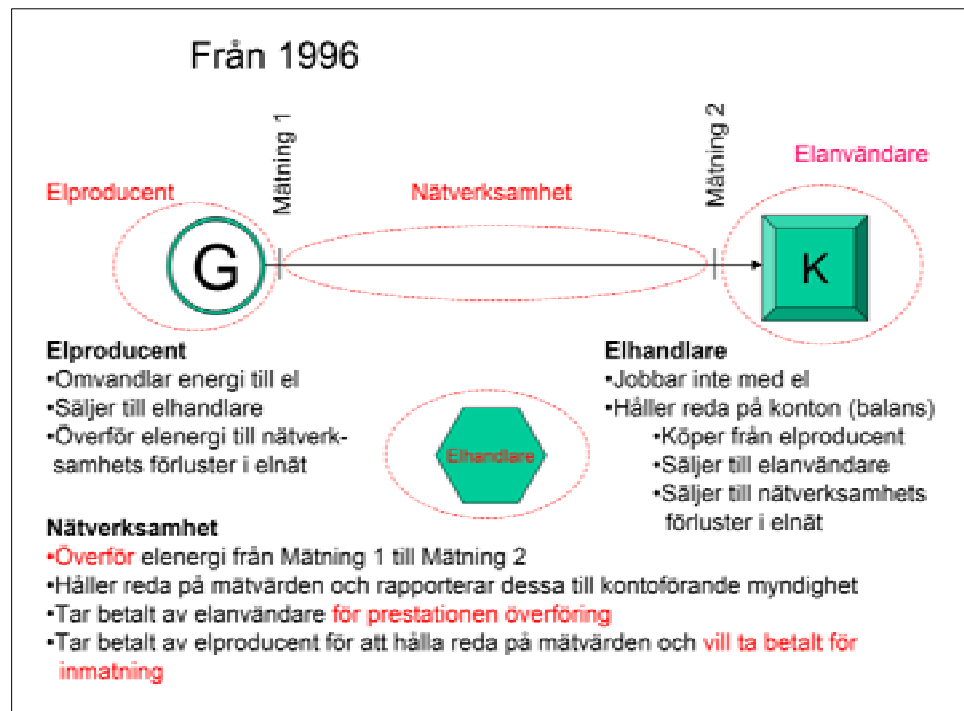 Från 1996
Mätning 1
Mätning 2
Elanvändare
Elproducent
Nätverksamhet
G
K
Elproducent
•Omvandlar energi till el
•Säljer till elhandlare
•Överför elenergi till nätverk-
samhets förluster i elnät
Elhandlare
Elhandlare
•Jobbar inte med el
•Håller reda på konton (balans)
•Köper från elproducent
•Säljer till elanvändare
•Säljer till nätverksamhets
förluster i elnät
Nätverksamhet
•Överför elenergi från Mätning 1 till Mätning 2
•Håller reda på mätvärden och rapporterar dessa till kontoförande myndighet
•Tar betalt av elanvändare för prestationen överföring
•Tar betalt av elproducent för att hålla reda på mätvärden och vill ta betalt för
inmatning